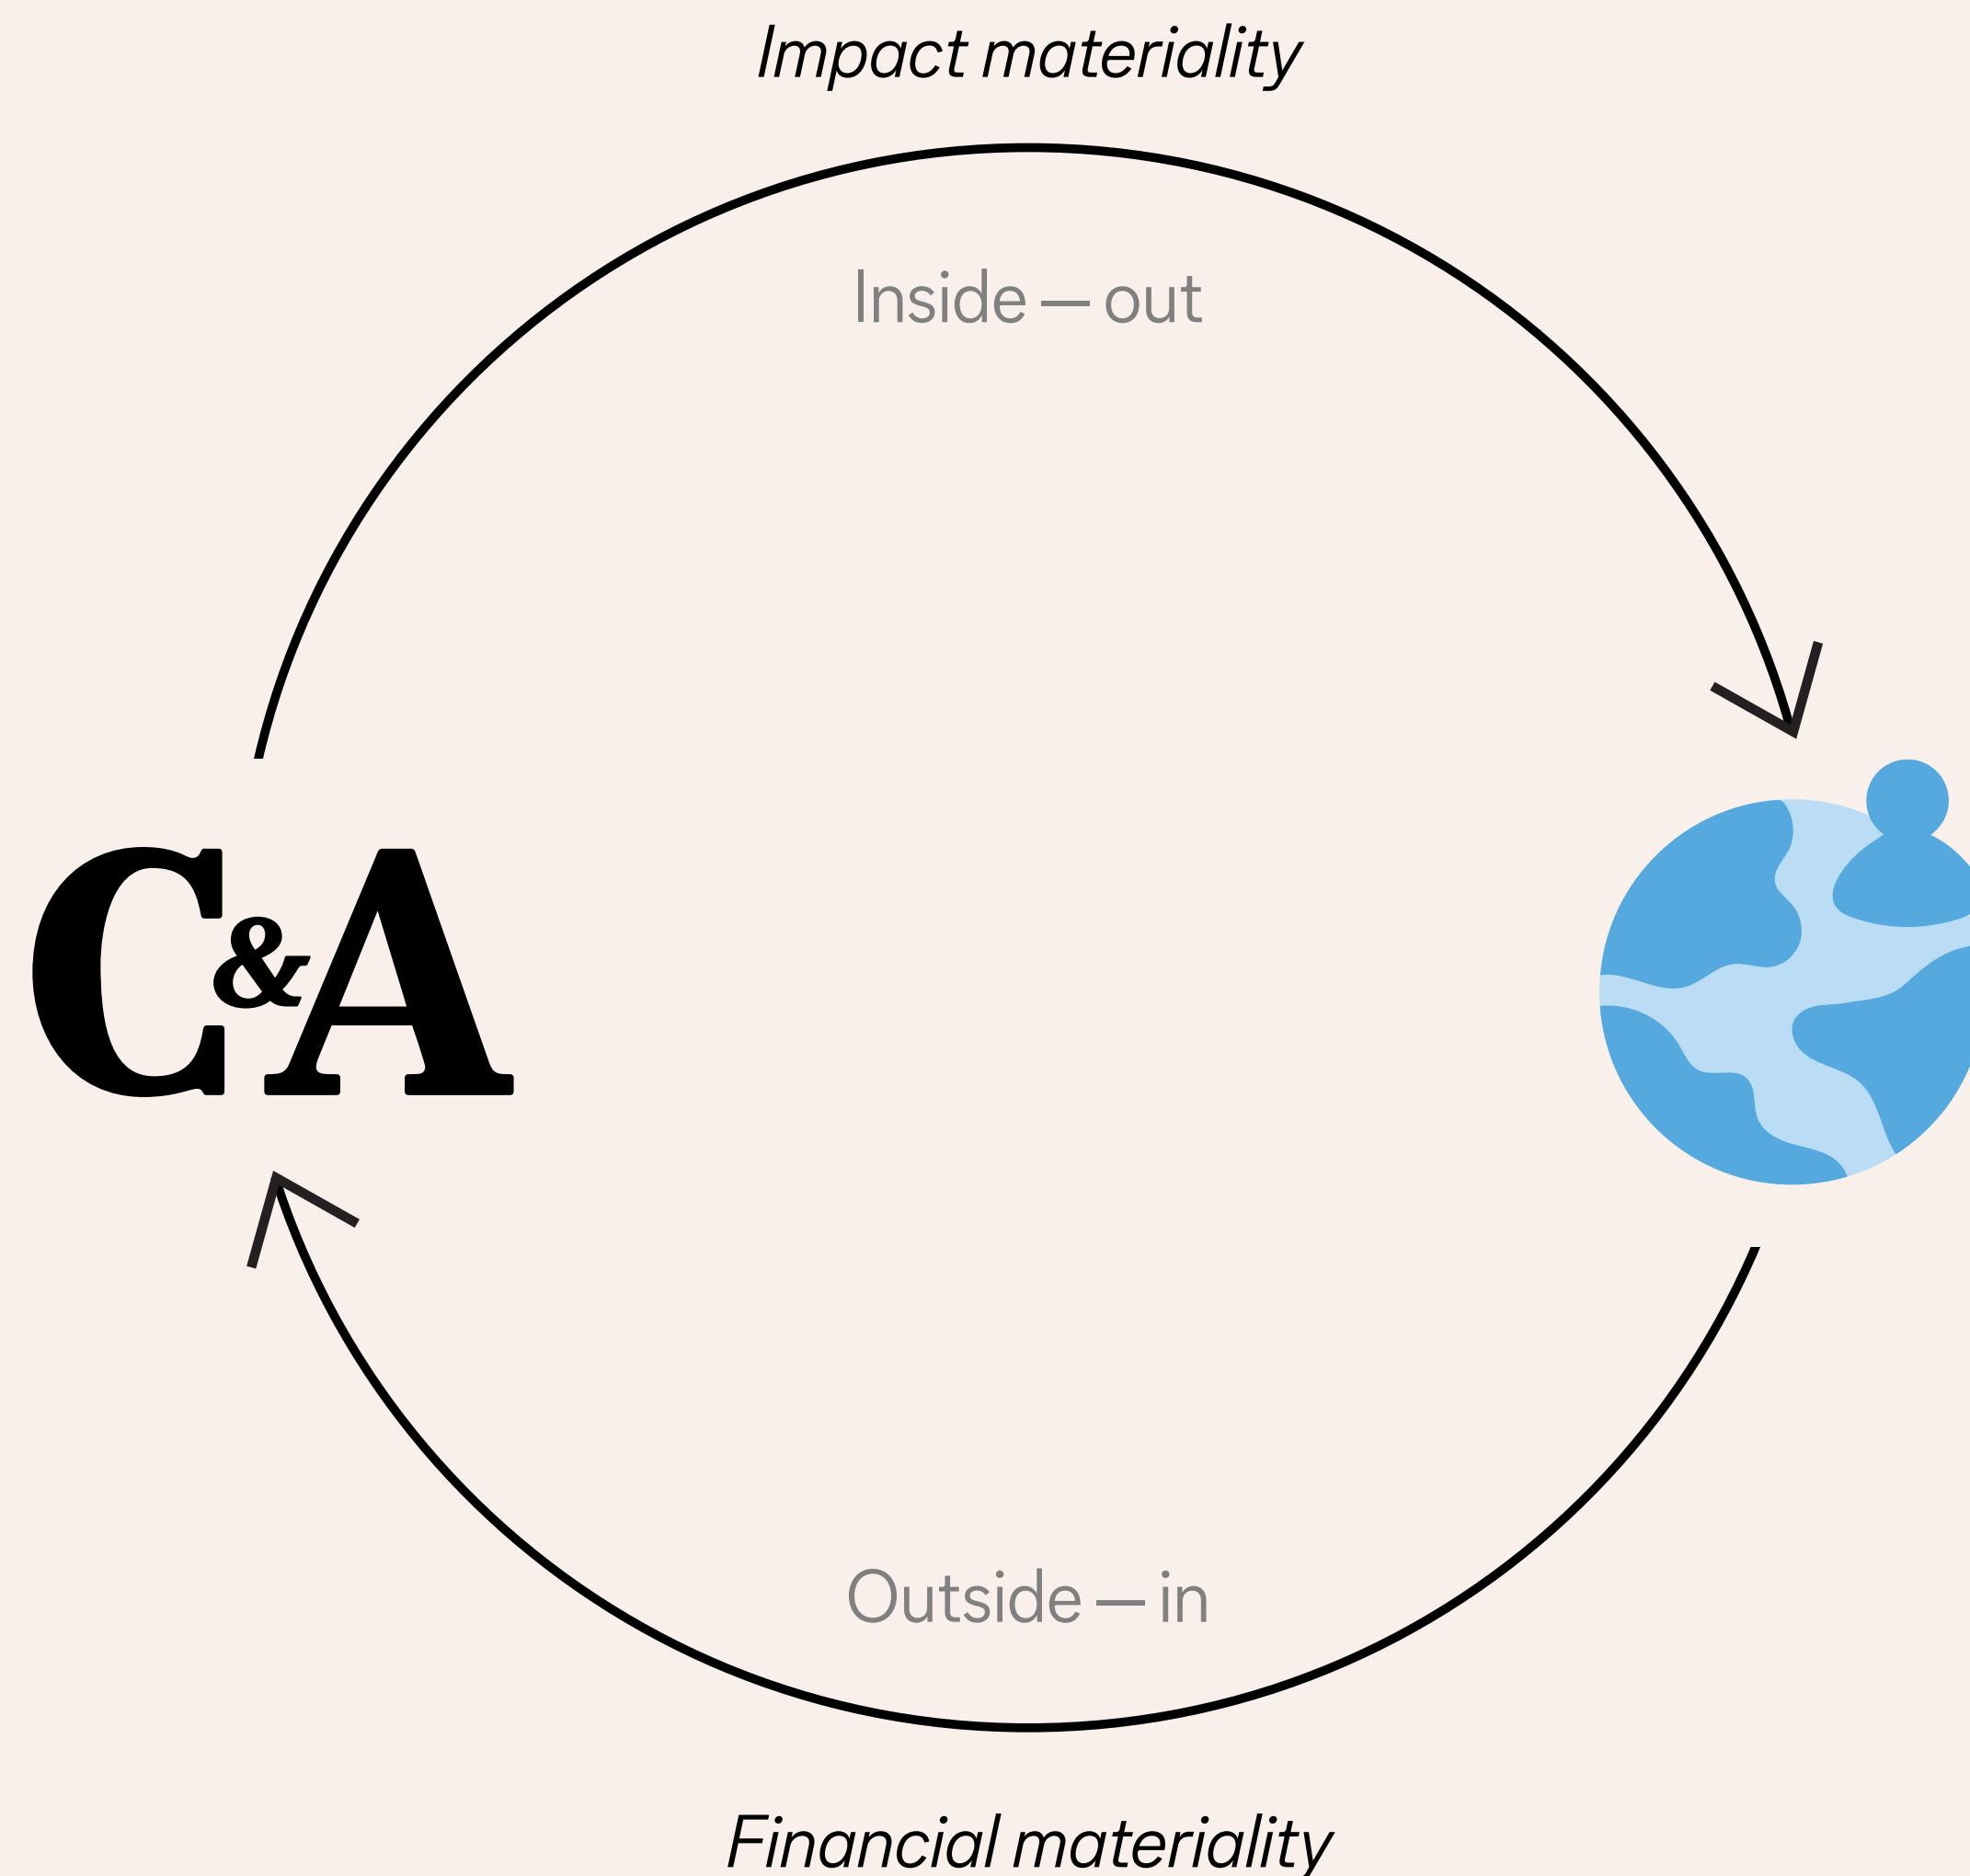 Impact materiality
Inside — out
C&A
Outside — in
Financial materiality